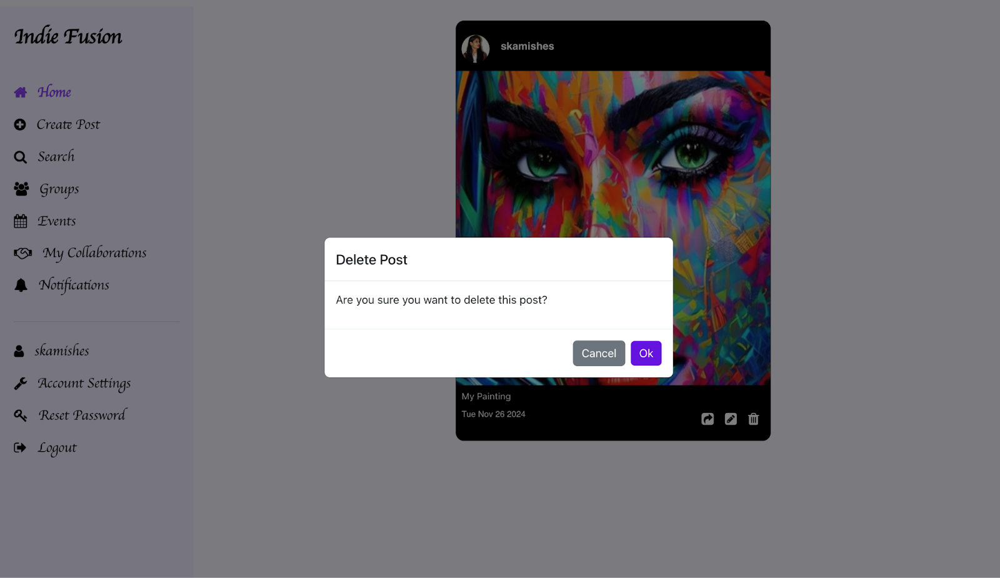 Indie Fusion
Home
Create Post
Search
Groups
Events
My Collaborations
Notifications
skamishes
Account Settings
Reset Password
Logout
skamishes
Delete Post
Are you sure you want to delete this post?
Cancel
Ok
My Painting
Tue Nov 26 2024